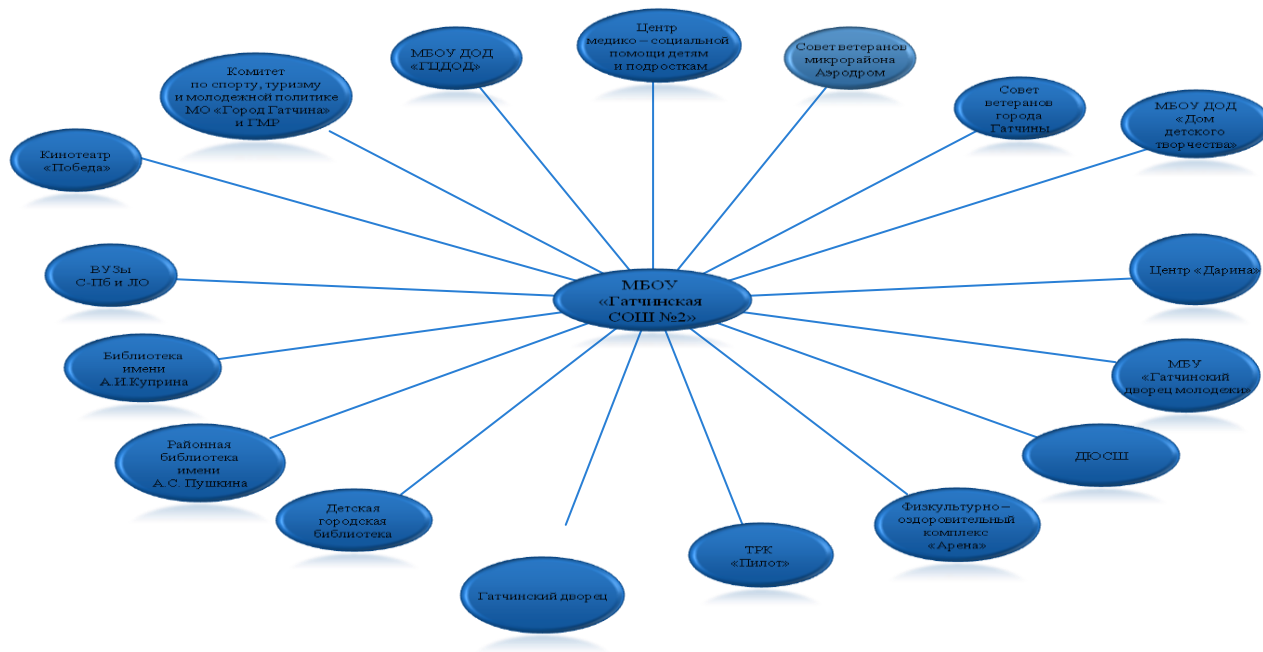 Центр
медико – социальной
помощи детям
и подросткам.
МБОУ ДОД
«ГЦДОД»
Совет ветеранов
микрорайона
Аэродром
Комитет
по спорту, туризму
и молодежной политике
МО «Город Гатчина»
и ГМР
Совет
ветеранов
города
Гатчины
МБОУ ДОД
«Дом
детского
творчества»
Кинотеатр
«Победа»
ВУЗы
С-Пб и ЛО
МБОУ
«Гатчинская
СОШ №2»
Центр «Дарина»
Библиотека
имени
А.И.Куприна
МБУ
«Гатчинский
дворец молодежи»
Районная
библиотека
имени
А.С. Пушкина
ДЮСШ
Детская
городская
библиотека
Физкультурно –
оздоровительный
комплекс
«Арена»
ТРК
«Пилот»
Гатчинский дворец